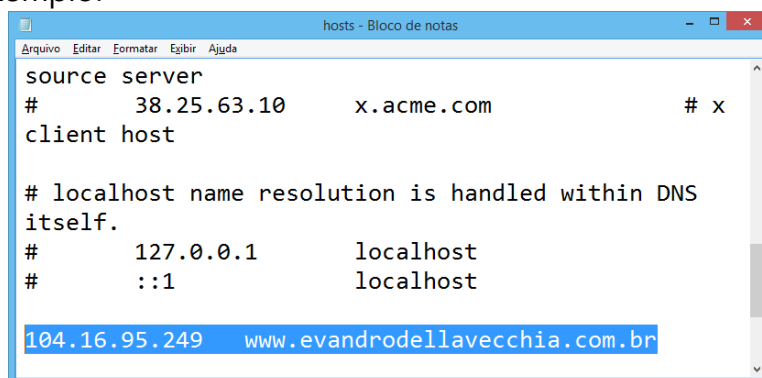 hosts - Bloco de notas
Arquivo Editar Formatar Exibir Ajuda
source server
# 38.25.63.10 x.acme.com # x
client host
# localhost name resolution is handled within DNS
itself.
# 127.0.0.1 localhost
# ::1 localhost
104.16.95.249 www.evandrodellavecchia.com.br